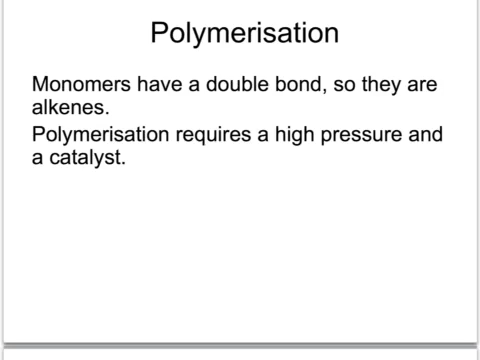 Polymerisation
Monomers have a double bond, so they are
alkenes.
Polymerisation requires a high pressure and
a catalyst.